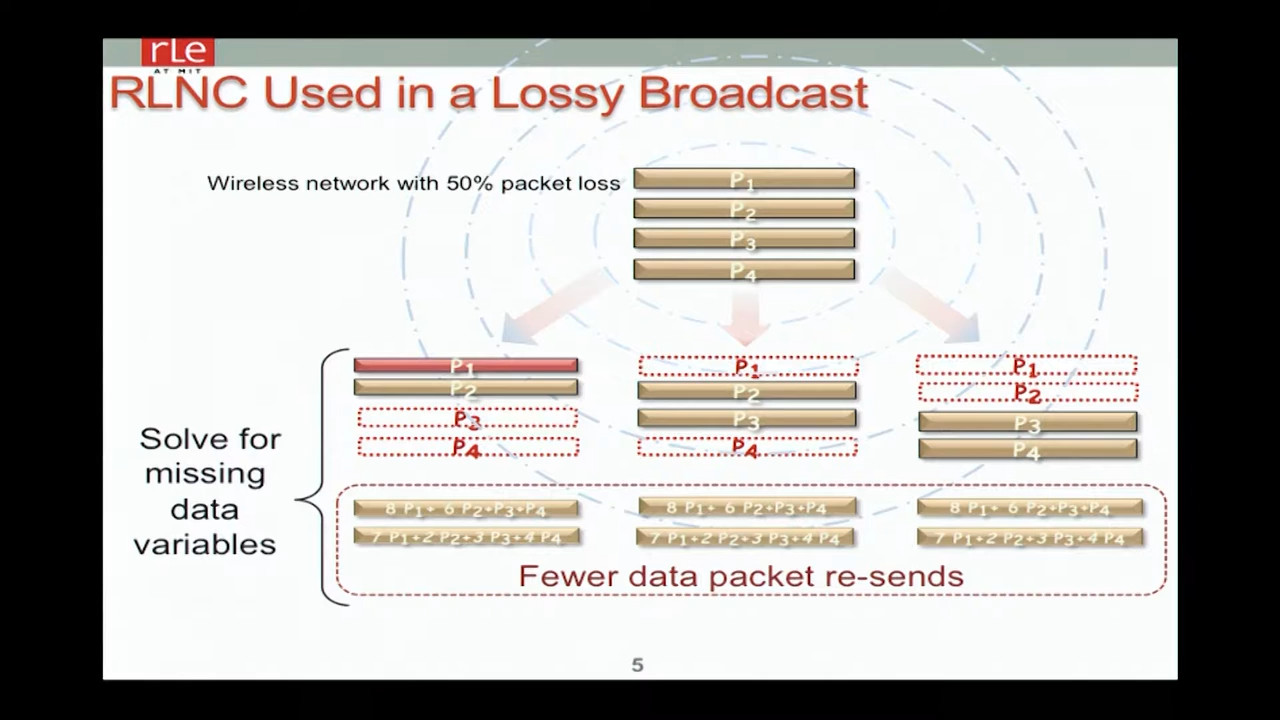 rLe
AT MIT
RLNC Used in a Lossy Broadcast
Wireless network with 50% packet loss
P1
P2
P3
P4
P1
P2
P3
P4
P1
P2
P3
P4
P1
P2
P3
P4
Solve for
missing
data
variables
8 P1+ 6 P2+P3+P4
7 P1+2 P2+3 P3+4 P4
8 P1+ 6 P2+P3+P4
7 P1+2 P2+3 P3+4 P4
8 P1+ 6 P2+P3+P4
7 P1+2 P2+3 P3+4 P4
Fewer data packet re-sends
5